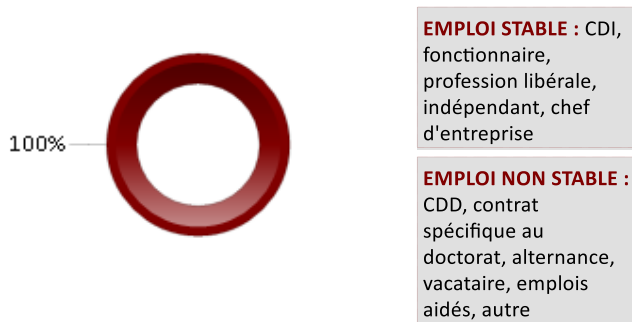 100%
EMPLOI STABLE : CDI,
fonctionnaire,
profession libérale,
indépendant, chef
d'entreprise
EMPLOI NON STABLE :
CDD, contrat
spécifique au
doctorat, alternance,
vacataire, emplois
aidés, autre